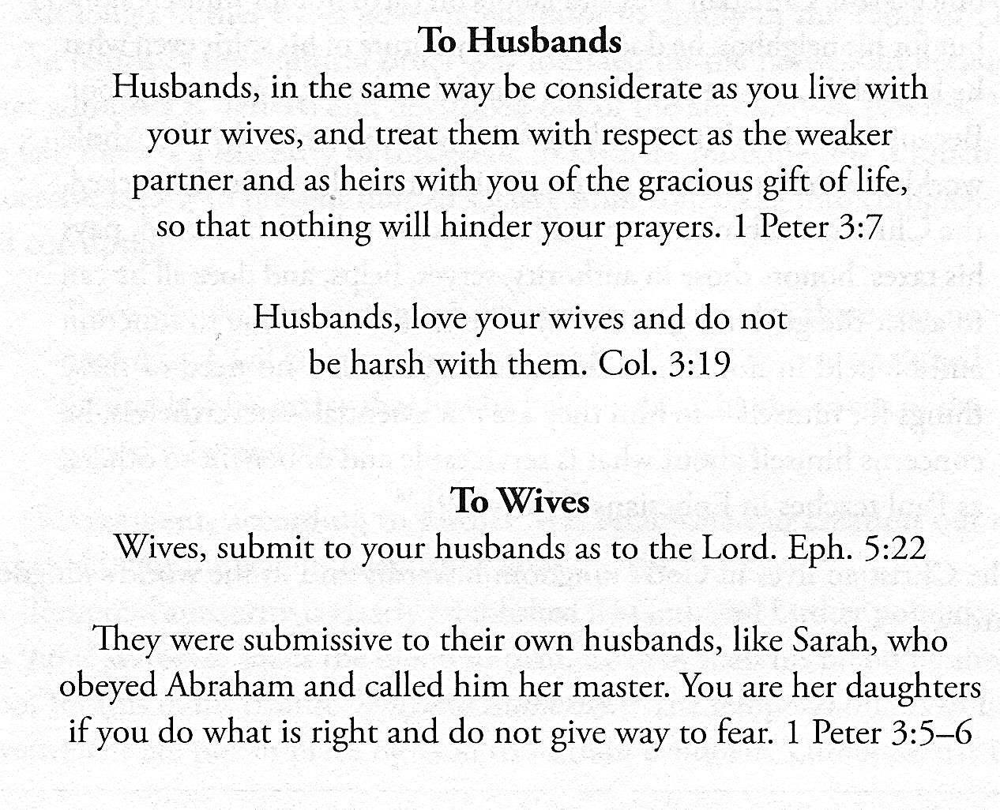 To Husbands
Husbands, in the same way be considerate as you live with
your wives, and treat them with respect as the weaker
partner and as heirs with you of the gracious gift of life,
so that nothing will hinder your prayers. 1 Peter 3:7
Husbands, love your wives and do not
be harsh with them. Col. 3:19
To Wives
Wives, submit to your husbands as to the Lord. Eph. 5:22
They were submissive to their own husbands, like Sarah, who
obeyed Abraham and called him her master. You are her daughters
if you do what is right and do not give way to fear. 1 Peter 3:5–6